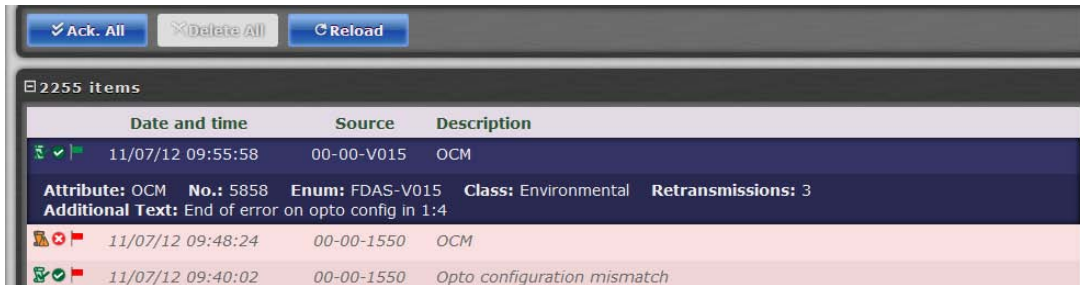 Ack. All Delete All Reload
2255 items
Date and time Source Description
11/07/12 09:55:58 00-00-V015 OCM
Attribute: OCM No.: 5858 Enum: FDAS-V015 Class: Environmental Retransmissions: 3
Additional Text: End of error on opto config in 1:4
11/07/12 09:48:24 00-00-1550 OCM
11/07/12 09:40:02 00-00-1550 Opto configuration mismatch